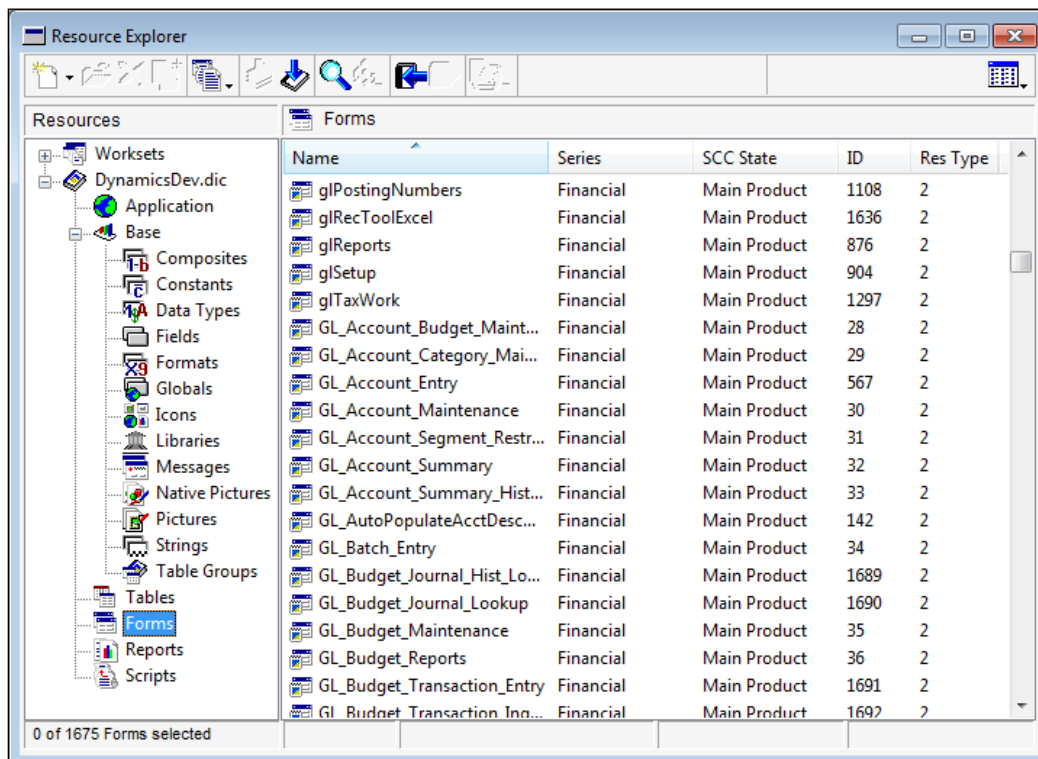 Resource Explorer
Resources
Forms
Worksets
DynamicsDev.dic
Application
Base
Composites
Constants
Data Types
Fields
Formats
Globals
Icons
Libraries
Messages
Native Pictures
Pictures
Strings
Table Groups
Tables
Forms
Reports
Scripts
Name Series SCC State ID Res Type
glPostingNumbers Financial Main Product 1108 2
glRecToolExcel Financial Main Product 1636 2
glReports Financial Main Product 876 2
glSetup Financial Main Product 904 2
glTaxWork Financial Main Product 1297 2
GL_Account_Budget_Maint... Financial Main Product 28 2
GL_Account_Category_Mai... Financial Main Product 29 2
GL_Account_Entry Financial Main Product 567 2
GL_Account_Maintenance Financial Main Product 30 2
GL_Account_Segment_Restr... Financial Main Product 31 2
GL_Account_Summary Financial Main Product 32 2
GL_Account_Summary_Hist... Financial Main Product 33 2
GL_AutoPopulateAcctDesc... Financial Main Product 142 2
GL_Batch_Entry Financial Main Product 34 2
GL_Budget_Journal_Hist_Lo... Financial Main Product 1689 2
GL_Budget_Journal_Lookup Financial Main Product 1690 2
GL_Budget_Maintenance Financial Main Product 35 2
GL_Budget_Reports Financial Main Product 36 2
GL_Budget_Transaction_Entry Financial Main Product 1691 2
GL_Budget_Transaction_Inq... Financial Main Product 1692 2
0 of 1675 Forms selected